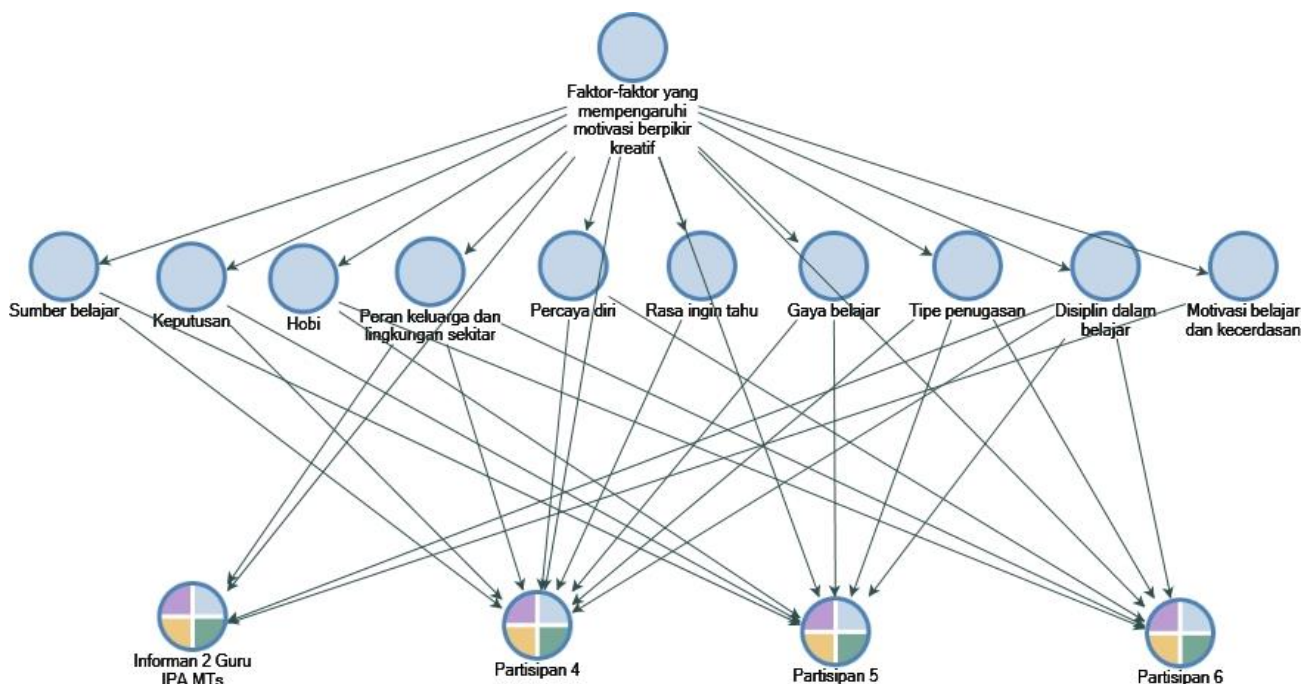 Faktor-faktor yang
mempengaruhi
motivasi berpikir
kreatif
Sumber belajar
Keputusan
Hobi
Peran keluarga dan
lingkungan sekitar
Percaya diri
Rasa ingin tahu
Gaya belajar
Tipe penugasan
Disiplin dalam
belajar
Motivasi belajar
dan kecerdasan
Informan 2 Guru
IPA MTs
Partisipan 4
Partisipan 5
Partisipan 6